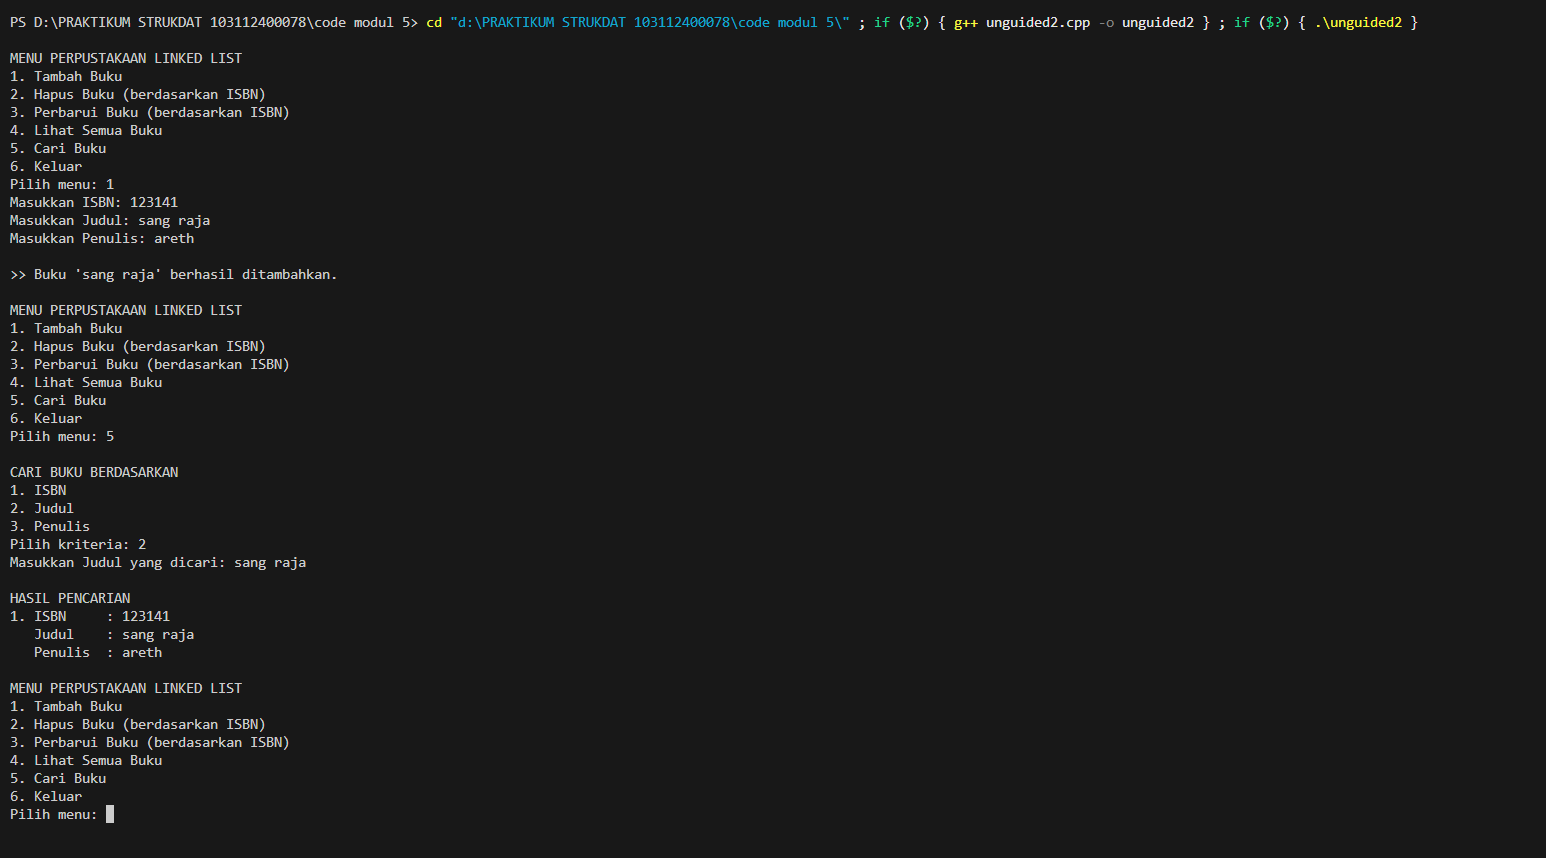 PS D:\PRAKTIKUM STRUKDAT 103112400078\code modul 5> cd "d:\PRAKTIKUM STRUKDAT 103112400078\code modul 5\" ; if ($?) { g++ unguided2.cpp -o unguided2 } ; if ($?) { .\unguided2 }
MENU PERPUSTAKAAN LINKED LIST
1. Tambah Buku
2. Hapus Buku (berdasarkan ISBN)
3. Perbarui Buku (berdasarkan ISBN)
4. Lihat Semua Buku
5. Cari Buku
6. Keluar
Pilih menu: 1
Masukkan ISBN: 123141
Masukkan Judul: sang raja
Masukkan Penulis: areth
>> Buku 'sang raja' berhasil ditambahkan.
MENU PERPUSTAKAAN LINKED LIST
1. Tambah Buku
2. Hapus Buku (berdasarkan ISBN)
3. Perbarui Buku (berdasarkan ISBN)
4. Lihat Semua Buku
5. Cari Buku
6. Keluar
Pilih menu: 5
CARI BUKU BERDASARKAN
1. ISBN
2. Judul
3. Penulis
Pilih kriteria: 2
Masukkan Judul yang dicari: sang raja
HASIL PENCARIAN
1. ISBN     : 123141
   Judul    : sang raja
   Penulis  : areth
MENU PERPUSTAKAAN LINKED LIST
1. Tambah Buku
2. Hapus Buku (berdasarkan ISBN)
3. Perbarui Buku (berdasarkan ISBN)
4. Lihat Semua Buku
5. Cari Buku
6. Keluar
Pilih menu: